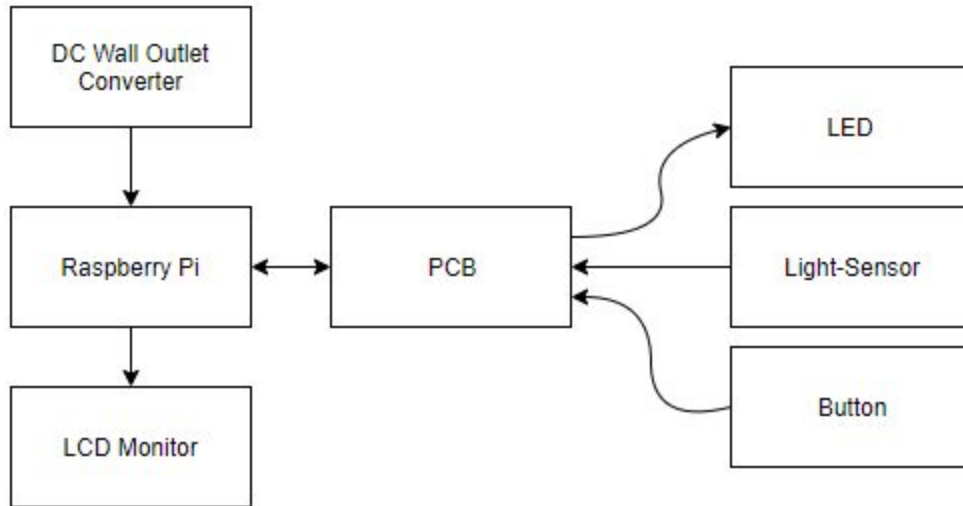 DC Wall Outlet
Converter
LED
Raspberry Pi
PCB
Light-Sensor
LCD Monitor
Button